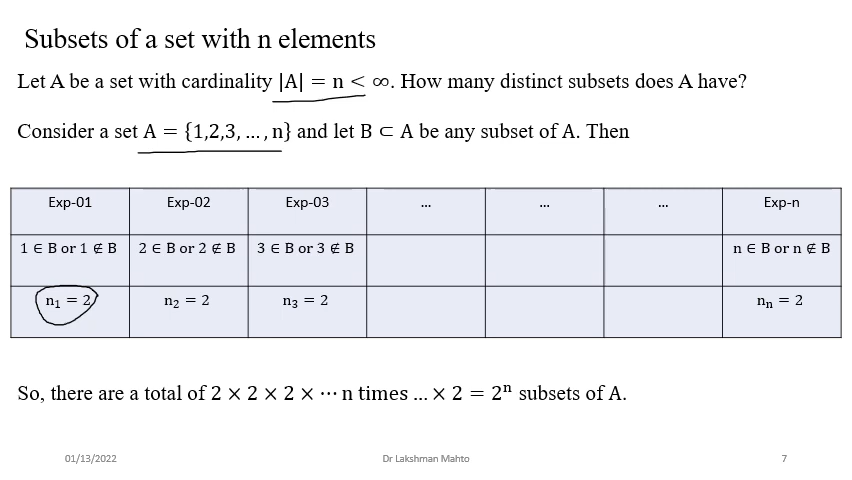 Subsets of a set with n elements
Let A be a set with cardinality |A| = n < ∞. How many distinct subsets does A have?
Consider a set A = {1,2,3, … , n} and let B ⊂ A be any subset of A. Then
Exp-01 Exp-02 Exp-03 … … … Exp-n
1 ∈ B or 1 ∉ B 2 ∈ B or 2 ∉ B 3 ∈ B or 3 ∉ B n ∈ B or n ∉ B
n₁ = 2 n₂ = 2 n₃ = 2 nₙ = 2
So, there are a total of 2 × 2 × 2 × ⋯ n times … × 2 = 2ⁿ subsets of A.
01/13/2022 Dr Lakshman Mahto 7